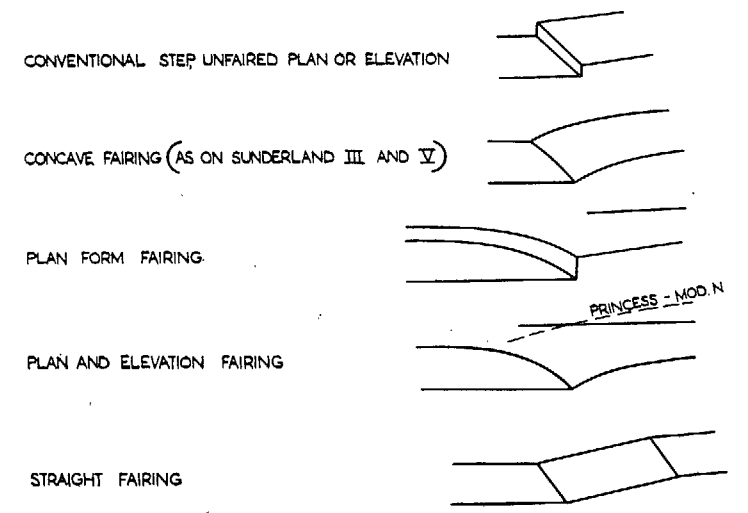 CONVENTIONAL STEP, UNFAIRED PLAN OR ELEVATION
CONCAVE FAIRING (AS ON SUNDERLAND III AND V)
PLAN FORM FAIRING.
PRINCESS - MOD. N
PLAN AND ELEVATION FAIRING
STRAIGHT FAIRING